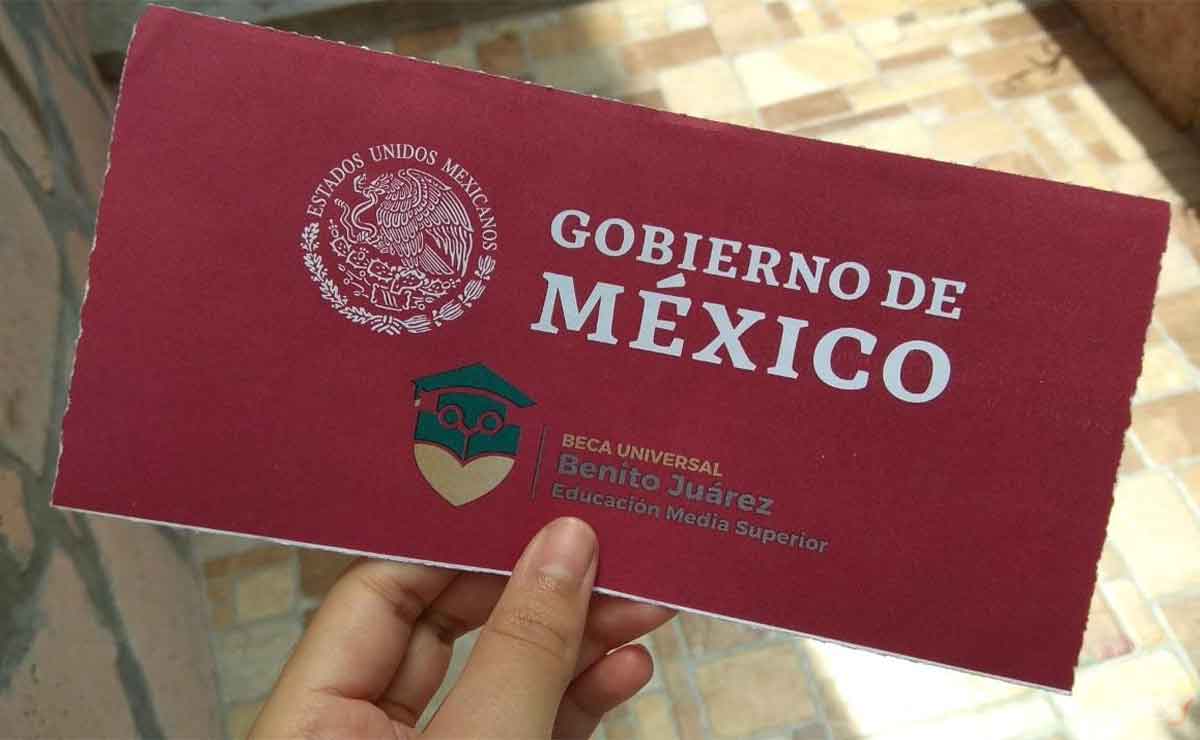 ESTADOS UNIDOS MEXICANOS
GOBIERNO DE
MÉXICO
BECA UNIVERSAL
Benito Juárez
Educación Media Superior